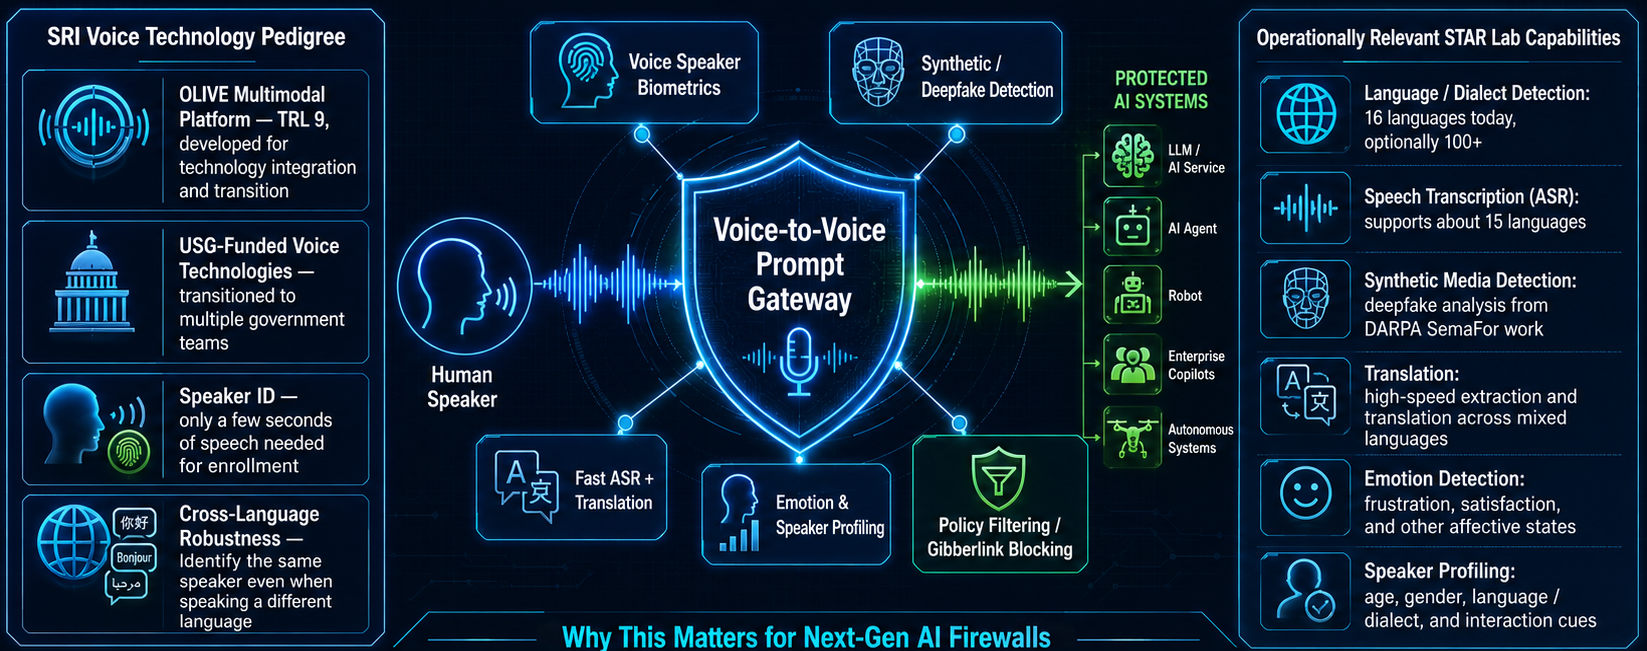 SRI Voice Technology Pedigree
OLIVE Multimodal
Platform — TRL 9,
developed for
technology integration
and transition
USG-Funded Voice
Technologies —
transitioned to
multiple government
teams
Speaker ID —
only a few seconds
of speech needed
for enrollment
你好
Bonjour
Cross-Language
Robustness —
Identify the same
speaker even when
speaking a different
language
Voice Speaker
Biometrics
Synthetic /
Deepfake Detection
Human
Speaker
Voice-to-Voice
Prompt
Gateway
A
文
Fast ASR +
Translation
Emotion &
Speaker Profiling
Policy Filtering /
Gibberlink Blocking
PROTECTED
AI SYSTEMS
LLM /
AI Service
AI Agent
Robot
Enterprise
Copilots
Autonomous
Systems
Why This Matters for Next-Gen AI Firewalls
Operationally Relevant STAR Lab Capabilities
Language / Dialect Detection:
16 languages today,
optionally 100+
Speech Transcription (ASR):
supports about 15 languages
Synthetic Media Detection:
deepfake analysis from
DARPA SemaFor work
A
文
Translation:
high-speed extraction and
translation across mixed
languages
Emotion Detection:
frustration, satisfaction,
and other affective states
Speaker Profiling:
age, gender, language /
dialect, and interaction cues